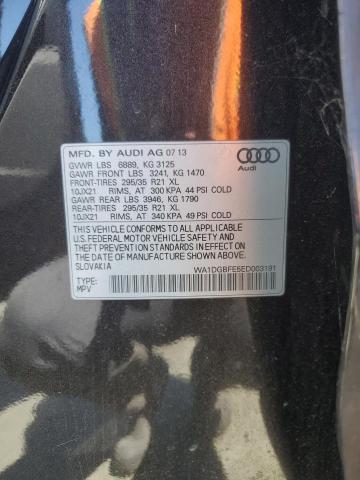 MFD. BY AUDI AG 07 13
GVWR LBS 6889, KG 3125
GAWR FRONT LBS 3241, KG 1470
FRONT-TIRES 295/35 R21 XL
10JX21 RIMS, AT 300 KPA 44 PSI COLD
GAWR REAR LBS 3946, KG 1790
REAR-TIRES 295/35 R21 XL
10JX21 RIMS, AT 340 KPA 49 PSI COLD
Audi
THIS VEHICLE CONFORMS TO ALL APPLICABLE
U.S. FEDERAL MOTOR VEHICLE SAFETY, BUMPER AND
THEFT PREVENTION STANDARDS IN EFFECT ON
THE DATE OF MANUFACTURE SHOWN ABOVE.
SLOVAKIA
WA1DGBFE6ED003191
TYPE:
MPV